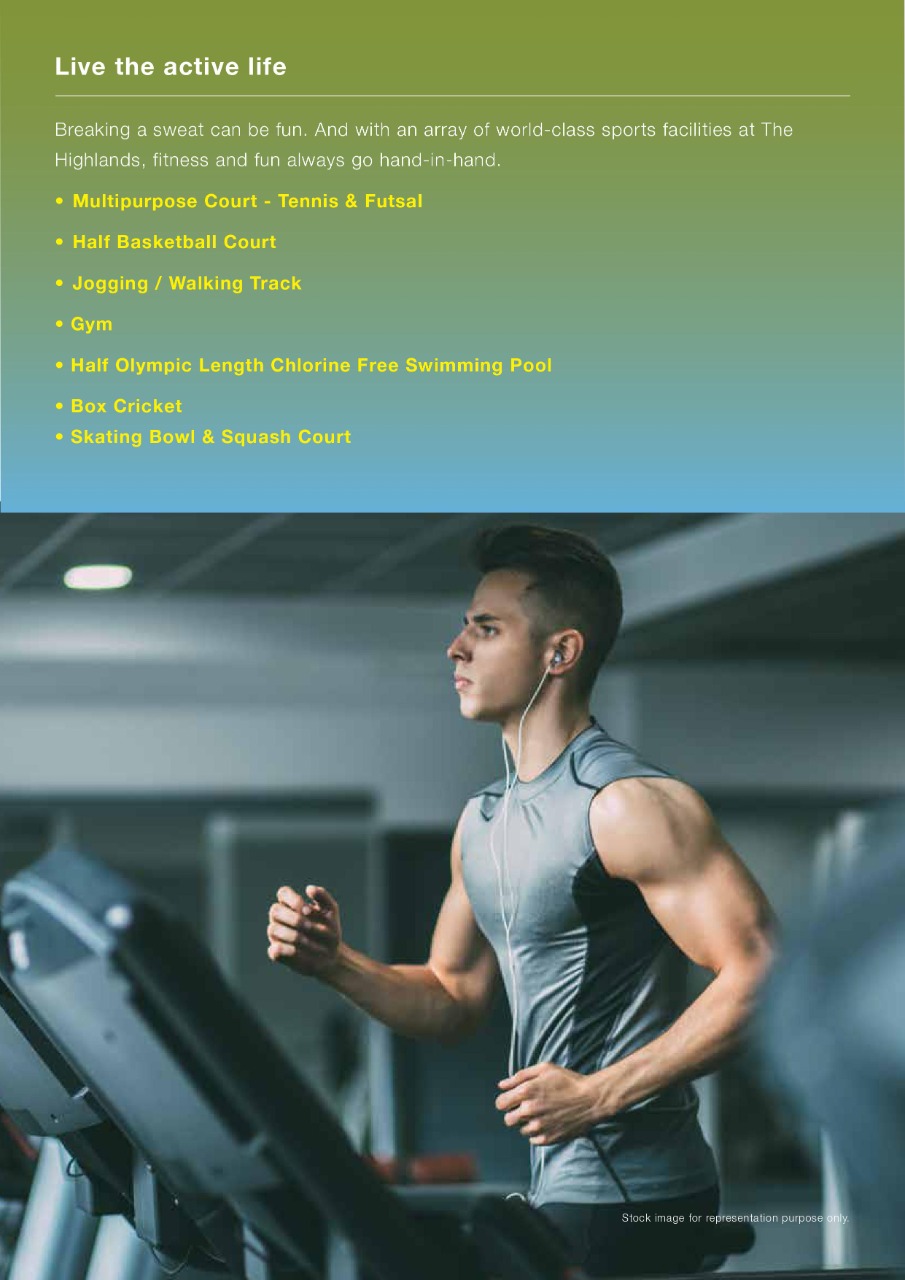 Live the active life
Breaking a sweat can be fun. And with an array of world-class sports facilities at The
Highlands, fitness and fun always go hand-in-hand.
• Multipurpose Court - Tennis & Futsal
• Half Basketball Court
• Jogging / Walking Track
• Gym
• Half Olympic Length Chlorine Free Swimming Pool
• Box Cricket
• Skating Bowl & Squash Court
Stock image for representation purpose only.